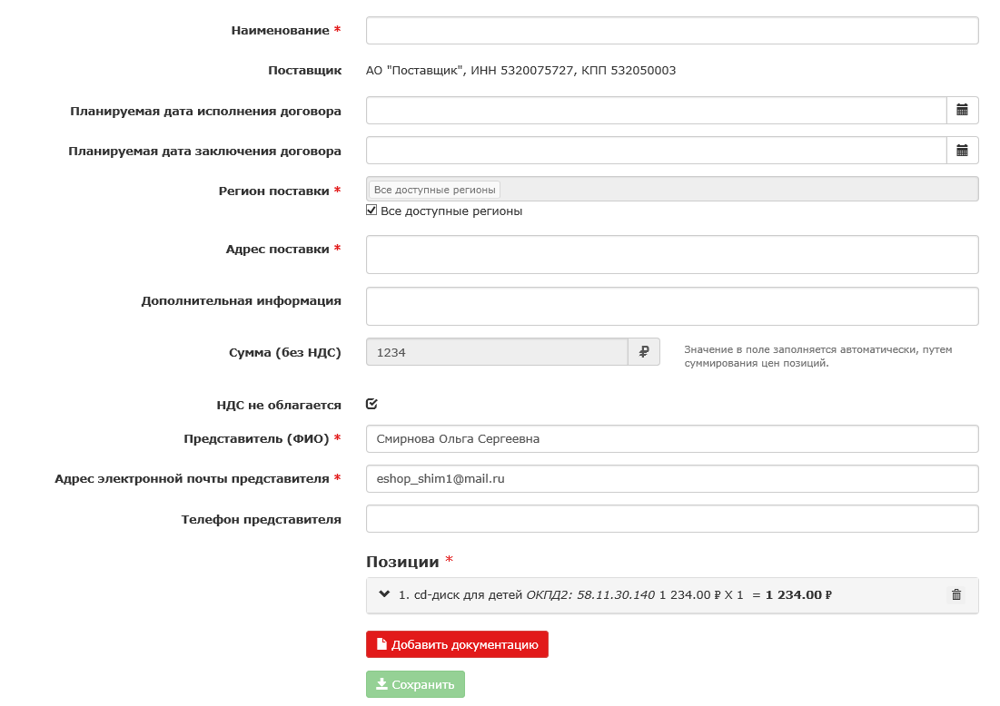 Наименование *
Поставщик АО "Поставщик", ИНН 5320075727, КПП 532050003
Планируемая дата исполнения договора
Планируемая дата заключения договора
Регион поставки * Все доступные регионы
Все доступные регионы
Адрес поставки *
Дополнительная информация
Сумма (без НДС) 1234 ₽ Значение в поле заполняется автоматически, путем
суммирования цен позиций.
НДС не облагается
Представитель (ФИО) * Смирнова Ольга Сергеевна
Адрес электронной почты представителя * eshop_shim1@mail.ru
Телефон представителя
Позиции *
1. cd-диск для детей ОКПД2: 58.11.30.140 1 234.00 ₽ X 1 = 1 234.00 ₽
Добавить документацию
Сохранить